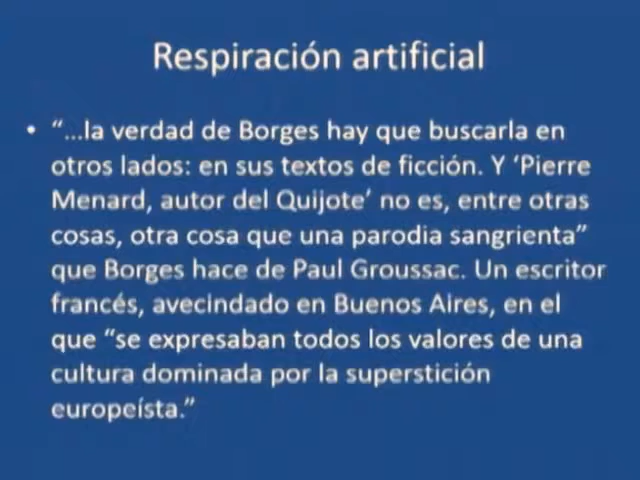 Respiración artificial
• “...la verdad de Borges hay que buscarla en
otros lados: en sus textos de ficción. Y ‘Pierre
Menard, autor del Quijote’ no es, entre otras
cosas, otra cosa que una parodia sangrienta”
que Borges hace de Paul Groussac. Un escritor
francés, avecindado en Buenos Aires, en el
que “se expresaban todos los valores de una
cultura dominada por la superstición
europeísta.”